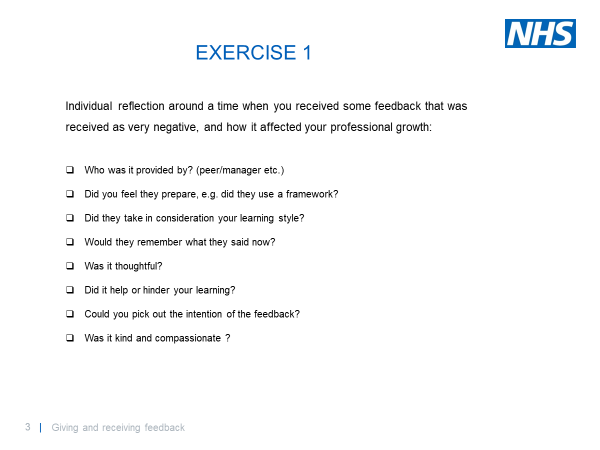 NHS
EXERCISE 1
Individual reflection around a time when you received some feedback that was
received as very negative, and how it affected your professional growth:
Who was it provided by? (peer/manager etc.)
Did you feel they prepare, e.g. did they use a framework?
Did they take in consideration your learning style?
Would they remember what they said now?
Was it thoughtful?
Did it help or hinder your learning?
Could you pick out the intention of the feedback?
Was it kind and compassionate ?
3 | Giving and receiving feedback